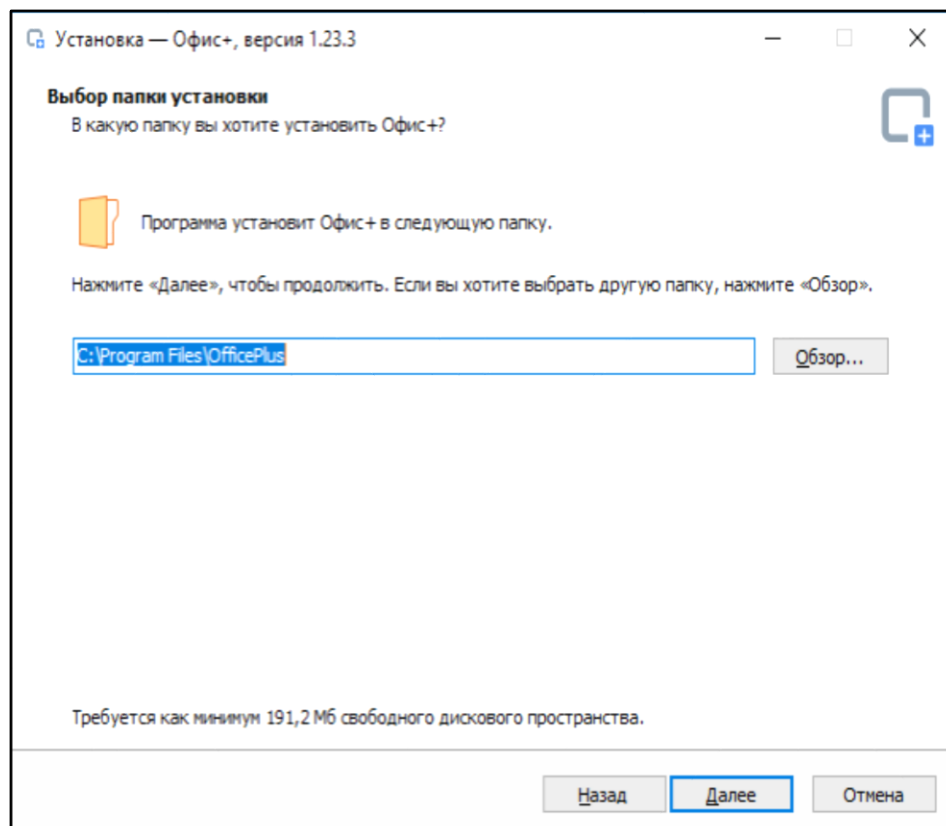 Установка — Офис+, версия 1.23.3
Выбор папки установки
В какую папку вы хотите установить Офис+?
Программа установит Офис+ в следующую папку.
Нажмите «Далее», чтобы продолжить. Если вы хотите выбрать другую папку, нажмите «Обзор».
C:\Program Files\OfficePlus
Обзор...
Требуется как минимум 191,2 Мб свободного дискового пространства.
Назад Далее Отмена